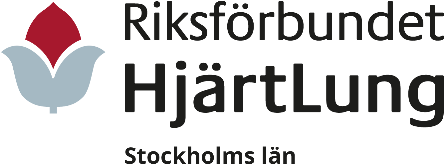 Riksförbundet
HjärtLung
Stockholms län